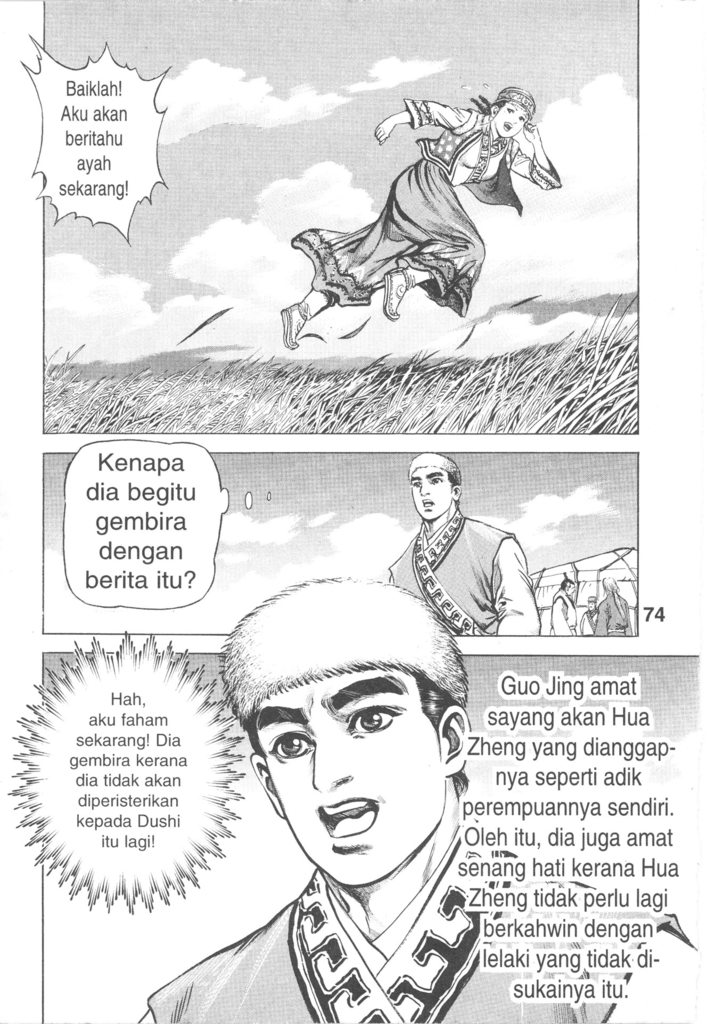 Baiklah!
Aku akan
beritahu
ayah
sekarang!
Kenapa
dia begitu
gembira
dengan
berita itu?
74
Hah,
aku faham
sekarang! Dia
gembira kerana
dia tidak akan
diperisterikan
kepada Dushi
itu lagi!
Guo Jing amat
sayang akan Hua
Zheng yang dianggap-
nya seperti adik
perempuannya sendiri.
Oleh itu, dia juga amat
senang hati kerana Hua
Zheng tidak perlu lagi
berkahwin dengan
lelaki yang tidak di-
sukainya itu.